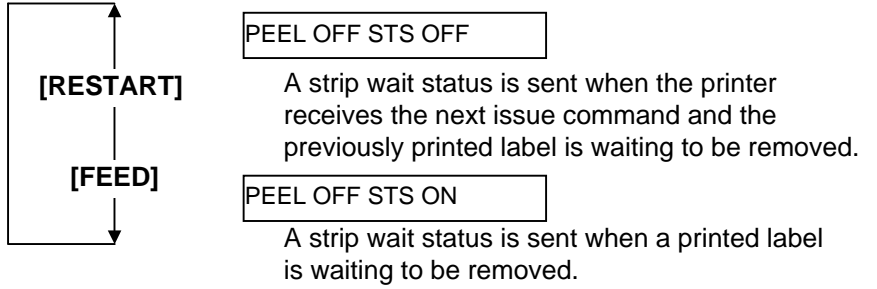 PEEL OFF STS OFF
[RESTART]
A strip wait status is sent when the printer
receives the next issue command and the
previously printed label is waiting to be removed.
[FEED]
PEEL OFF STS ON
A strip wait status is sent when a printed label
is waiting to be removed.